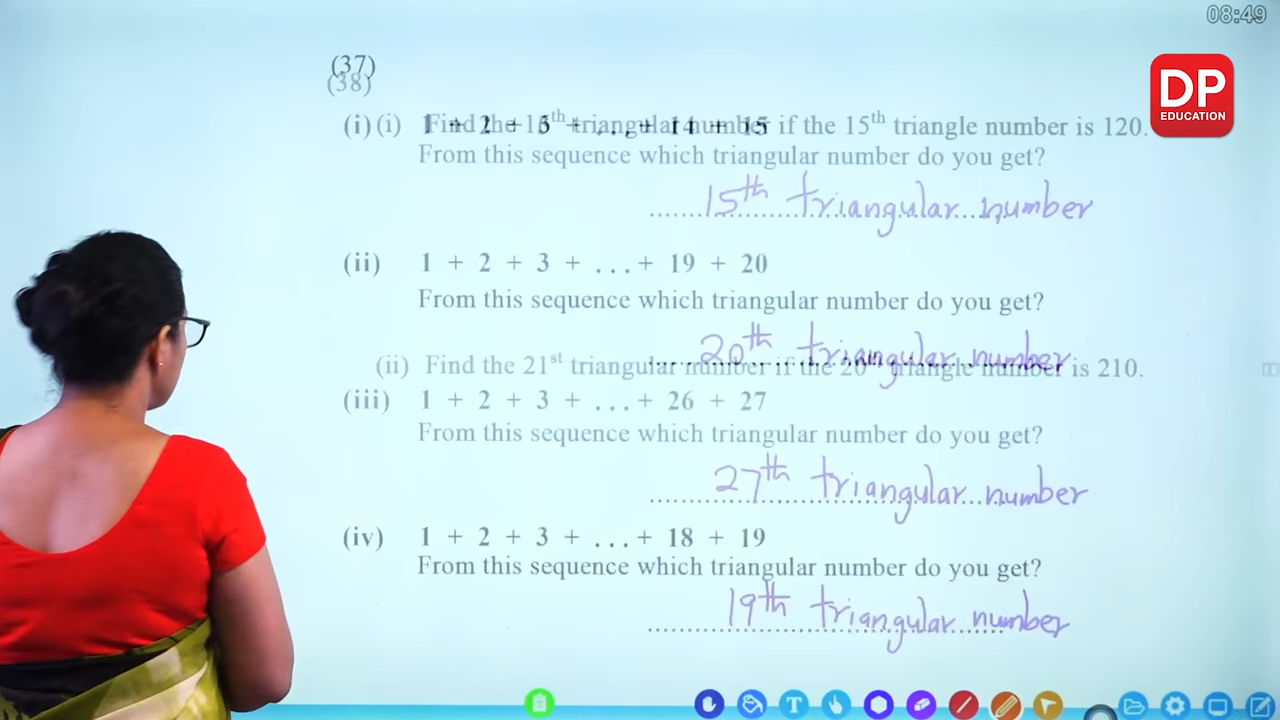 08:49
DP
EDUCATION
(37)
(38)
(i) 1 + 2 + 3 + ... + 14 + 15
(i) Find the 16th triangular number if the 15th triangle number is 120.
From this sequence which triangular number do you get?
15th triangular number
(ii) 1 + 2 + 3 + ... + 19 + 20
From this sequence which triangular number do you get?
20th triangular number
(ii) Find the 21st triangular number if the 20th triangle number is 210.
(iii) 1 + 2 + 3 + ... + 26 + 27
From this sequence which triangular number do you get?
27th triangular number
(iv) 1 + 2 + 3 + ... + 18 + 19
From this sequence which triangular number do you get?
19th triangular number
T